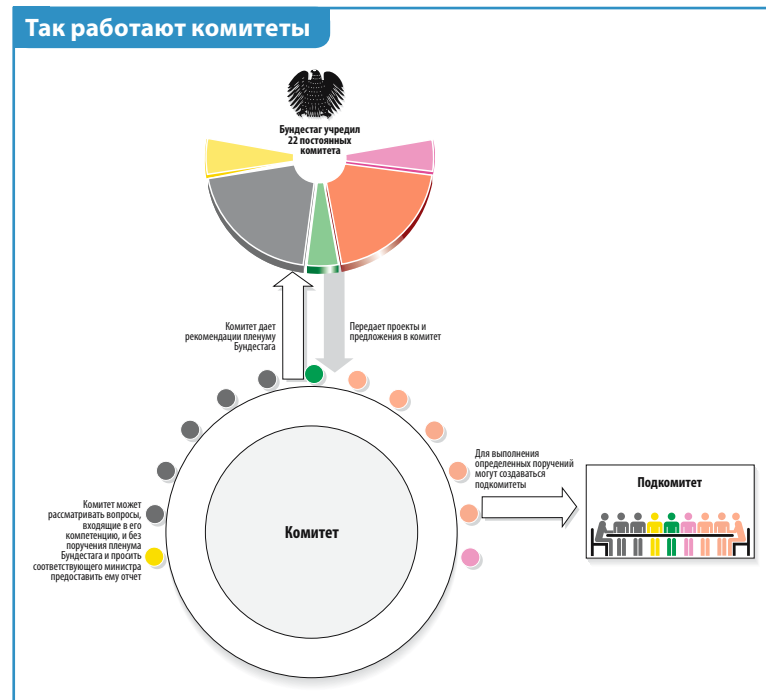 Так работают комитеты
Бундестаг учредил
22 постоянных
комитета
Комитет дает
рекомендации пленуму
Бундестага
Передает проекты и
предложения в комитет
Для выполнения
определенных поручений
могут создаваться
подкомитеты
Подкомитет
Комитет может
рассматривать вопросы,
входящие в его
компетенцию, и без
поручения пленума
Бундестага и просить
соответствующего министра
предоставить ему отчет
Комитет